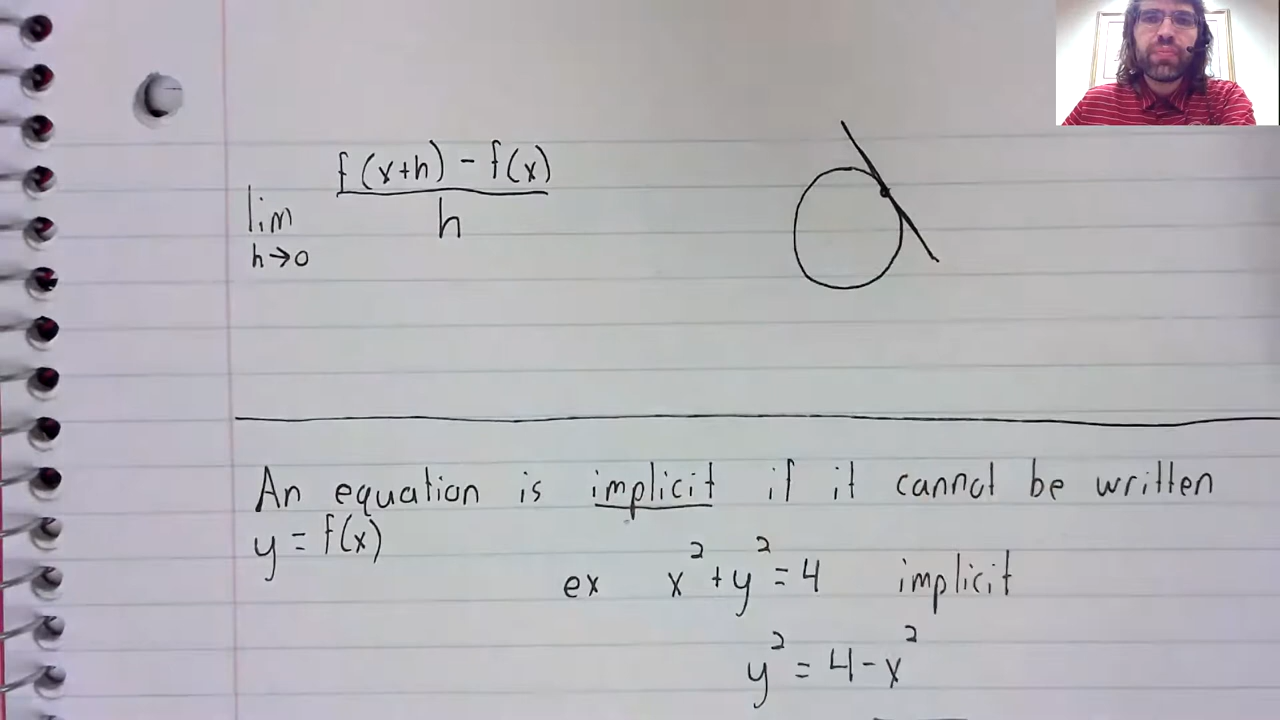 f(x+h) - f(x)
lim
h
h→0
An equation is implicit if it cannot be written
y = f(x)
ex x² + y² = 4 implicit
y² = 4 - x²